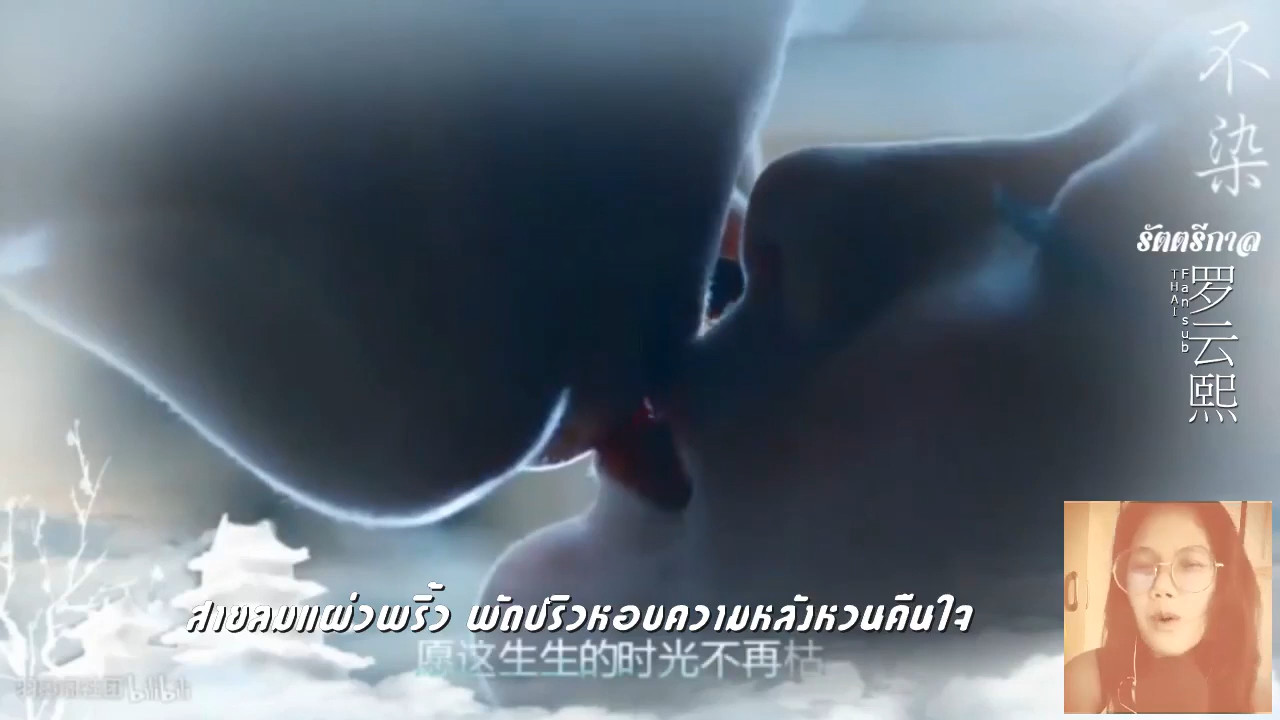 不染
รัตตรีกาล
THAI
Fansub
罗云熙
สายลมแผ่วพริ้ว พัดปริวหอบความหลังหวนคืนใจ
愿这生生的时光不再枯
bilibili